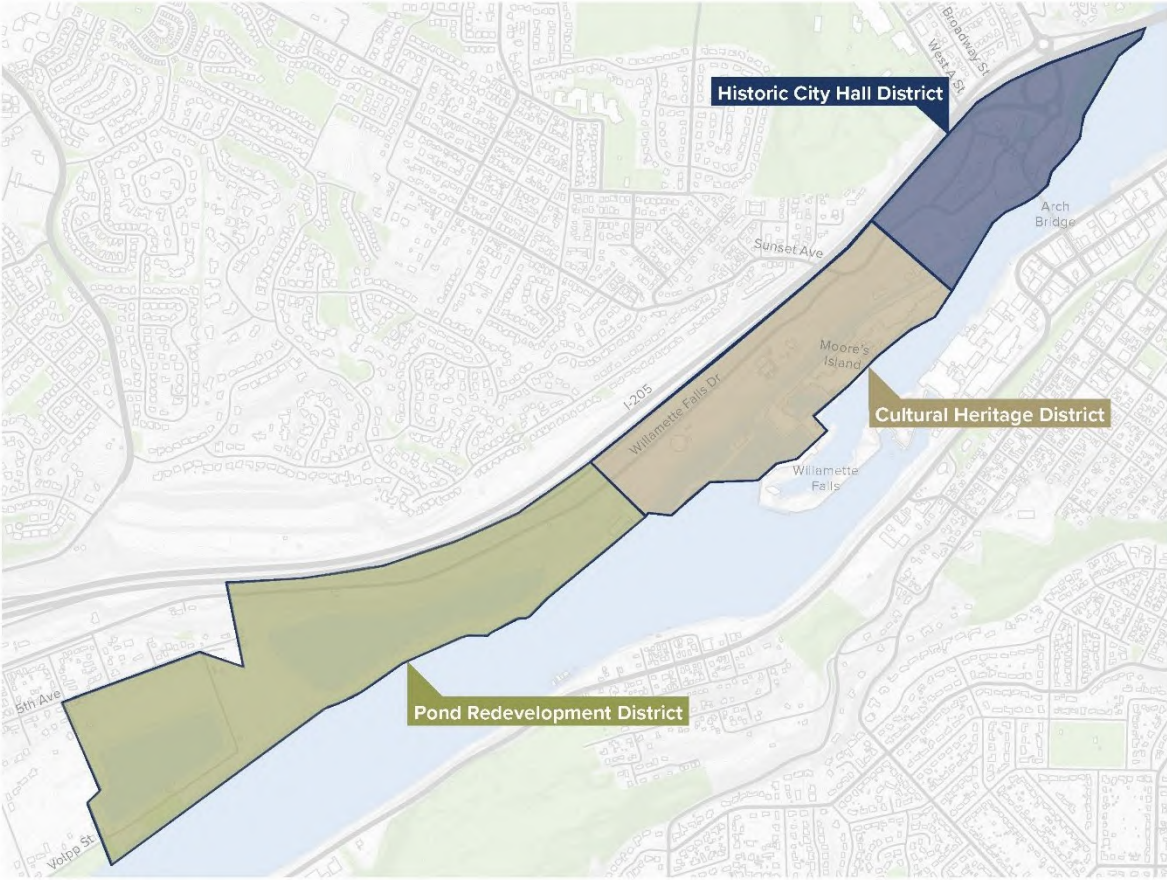 Broadway St
West A St
Historic City Hall District
Arch
Bridge
Sunset Ave
Moore's
Island
I-205
Willamette Falls Dr
Cultural Heritage District
Willamette
Falls
5th Ave
Pond Redevelopment District
Volpp St